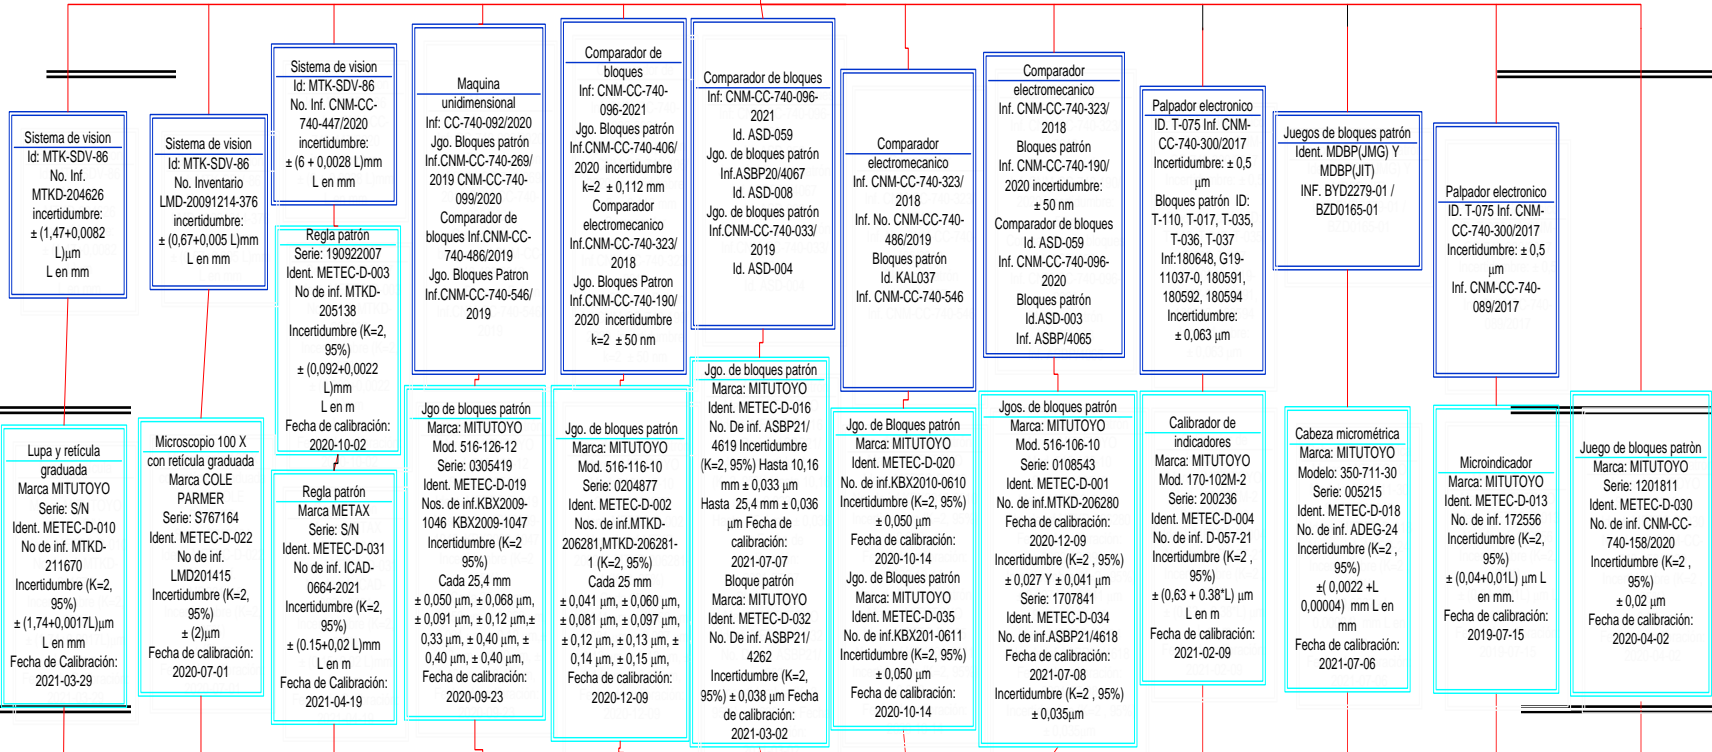 Sistema de vision
Id: MTK-SDV-86
No. Inf.
MTKD-204626
incertidumbre:
± (1,47+0,0082
L)µm
L en mm
Sistema de vision
Id: MTK-SDV-86
No. Inventario
LMD-20091214-376
incertidumbre:
± (0,67+0,005 L)mm
L en mm
Sistema de vision
Id: MTK-SDV-86
No. Inf. CNM-CC-
740-447/2020
incertidumbre:
± (6 + 0,0028 L)mm
L en mm
Maquina
unidimensional
Inf: CC-740-092/2020
Jgo. Bloques patrón
Inf.CNM-CC-740-269/
2019 CNM-CC-740-
099/2020
Comparador de
bloques Inf.CNM-CC-
740-486/2019
Jgo. Bloques Patron
Inf.CNM-CC-740-546/
2019
Comparador de
bloques
Inf: CNM-CC-740-
096-2021
Jgo. Bloques patrón
Inf.CNM-CC-740-406/
2020 incertidumbre
k=2 ± 0,112 mm
Comparador
electromecanico
Inf.CNM-CC-740-323/
2018
Jgo. Bloques Patron
Inf.CNM-CC-740-190/
2020 incertidumbre
k=2 ± 50 nm
Comparador de bloques
Inf: CNM-CC-740-096-
2021
Id. ASD-059
Jgo. de bloques patrón
Inf.ASBP20/4067
Id. ASD-008
Jgo. de bloques patrón
Inf.CNM-CC-740-033/
2019
Id. ASD-004
Comparador
electromecanico
Inf. CNM-CC-740-323/
2018
Inf. No. CNM-CC-740-
486/2019
Bloques patrón
Id. KAL037
Inf. CNM-CC-740-546
Comparador
electromecanico
Inf. CNM-CC-740-323/
2018
Bloques patrón
Inf. CNM-CC-740-190/
2020 incertidumbre:
± 50 nm
Comparador de bloques
Id. ASD-059
Inf. CNM-CC-740-096-
2020
Bloques patrón
Id.ASD-003
Inf. ASBP/4065
Palpador electronico
ID. T-075 Inf. CNM-
CC-740-300/2017
Incertidumbre: ± 0,5
µm
Bloques patrón ID:
T-110, T-017, T-035,
T-036, T-037
Inf:180648, G19-
11037-0, 180591,
180592, 180594
Incertidumbre:
± 0,063 µm
Juegos de bloques patrón
Ident. MDBP(JMG) Y
MDBP(JIT)
INF. BYD2279-01 /
BZD0165-01
Palpador electronico
ID. T-075 Inf. CNM-
CC-740-300/2017
Incertidumbre: ± 0,5
µm
Inf. CNM-CC-740-
089/2017
Regla patrón
Serie: 190922007
Ident. METEC-D-003
No de inf. MTKD-
205138
Incertidumbre (K=2,
95%)
± (0,092+0,0022
L)mm
L en m
Fecha de calibración:
2020-10-02
Lupa y retícula
graduada
Marca MITUTOYO
Serie: S/N
Ident. METEC-D-010
No de inf. MTKD-
211670
Incertidumbre (K=2,
95%)
± (1,74+0,0017L)µm
L en mm
Fecha de Calibración:
2021-03-29
Microscopio 100 X
con retícula graduada
Marca COLE
PARMER
Serie: S767164
Ident. METEC-D-022
No de inf.
LMD201415
Incertidumbre (K=2,
95%)
± (2)µm
Fecha de calibración:
2020-07-01
Regla patrón
Marca METAX
Serie: S/N
Ident. METEC-D-031
No de inf. ICAD-
0664-2021
Incertidumbre (K=2,
95%)
± (0.15+0,02 L)mm
L en m
Fecha de Calibración:
2021-04-19
Jgo de bloques patrón
Marca: MITUTOYO
Mod. 516-126-12
Serie: 0305419
Ident. METEC-D-019
Nos. de inf.KBX2009-
1046 KBX2009-1047
Incertidumbre (K=2
95%)
Cada 25,4 mm
± 0,050 µm, ± 0,068 µm,
± 0,091 µm, ± 0,12 µm,±
0,33 µm, ± 0,40 µm, ±
0,40 µm, ± 0,40 µm,
Fecha de calibración:
2020-09-23
Jgo. de bloques patrón
Marca: MITUTOYO
Mod. 516-116-10
Serie: 0204877
Ident. METEC-D-002
Nos. de inf.MTKD-
206281,MTKD-206281-
1 (K=2, 95%)
Cada 25 mm
± 0,041 µm, ± 0,060 µm,
± 0,081 µm, ± 0,097 µm,
± 0,12 µm, ± 0,13 µm, ±
0,14 µm, ± 0,15 µm,
Fecha de calibración:
2020-12-09
Jgo. de bloques patrón
Marca: MITUTOYO
Ident. METEC-D-016
No. De inf. ASBP21/
4619 Incertidumbre
(K=2, 95%) Hasta 10,16
mm ± 0,033 µm
Hasta 25,4 mm ± 0,036
µm Fecha de
calibración:
2021-07-07
Bloque patrón
Marca: MITUTOYO
Ident. METEC-D-032
No. De inf. ASBP21/
4262
Incertidumbre (K=2,
95%) ± 0,038 µm Fecha
de calibración:
2021-03-02
Jgo. de Bloques patrón
Marca: MITUTOYO
Ident. METEC-D-020
No. de inf.KBX2010-0610
Incertidumbre (K=2, 95%)
± 0,050 µm
Fecha de calibración:
2020-10-14
Jgo. de Bloques patrón
Marca: MITUTOYO
Ident. METEC-D-035
No. de inf.KBX201-0611
Incertidumbre (K=2, 95%)
± 0,050 µm
Fecha de calibración:
2020-10-14
Jgos. de bloques patrón
Marca: MITUTOYO
Mod. 516-106-10
Serie: 0108543
Ident. METEC-D-001
No. de inf.MTKD-206280
Fecha de calibración:
2020-12-09
Incertidumbre (K=2 , 95%)
± 0,027 Y ± 0,041 µm
Serie: 1707841
Ident. METEC-D-034
No. de inf.ASBP21/4618
Fecha de calibración:
2021-07-08
Incertidumbre (K=2 , 95%)
± 0,035µm
Calibrador de
indicadores
Marca: MITUTOYO
Mod. 170-102M-2
Serie: 200236
Ident. METEC-D-004
No. de inf. D-057-21
Incertidumbre (K=2 ,
95%)
± (0,63 + 0.38*L) µm
L en m
Fecha de calibración:
2021-02-09
Cabeza micrométrica
Marca: MITUTOYO
Modelo: 350-711-30
Serie: 005215
Ident. METEC-D-018
No. de inf. ADEG-24
Incertidumbre (K=2 ,
95%)
±( 0,0022 +L
0,00004) mm L en
mm
Fecha de calibración:
2021-07-06
Microindicador
Marca: MITUTOYO
Ident. METEC-D-013
No. de inf. 172556
Incertidumbre (K=2,
95%)
± (0,04+0,01L) µm L
en mm.
Fecha de calibración:
2019-07-15
Juego de bloques patròn
Marca: MITUTOYO
Serie: 1201811
Ident. METEC-D-030
No. de inf. CNM-CC-
740-158/2020
Incertidumbre (K=2 ,
95%)
± 0,02 µm
Fecha de calibración:
2020-04-02